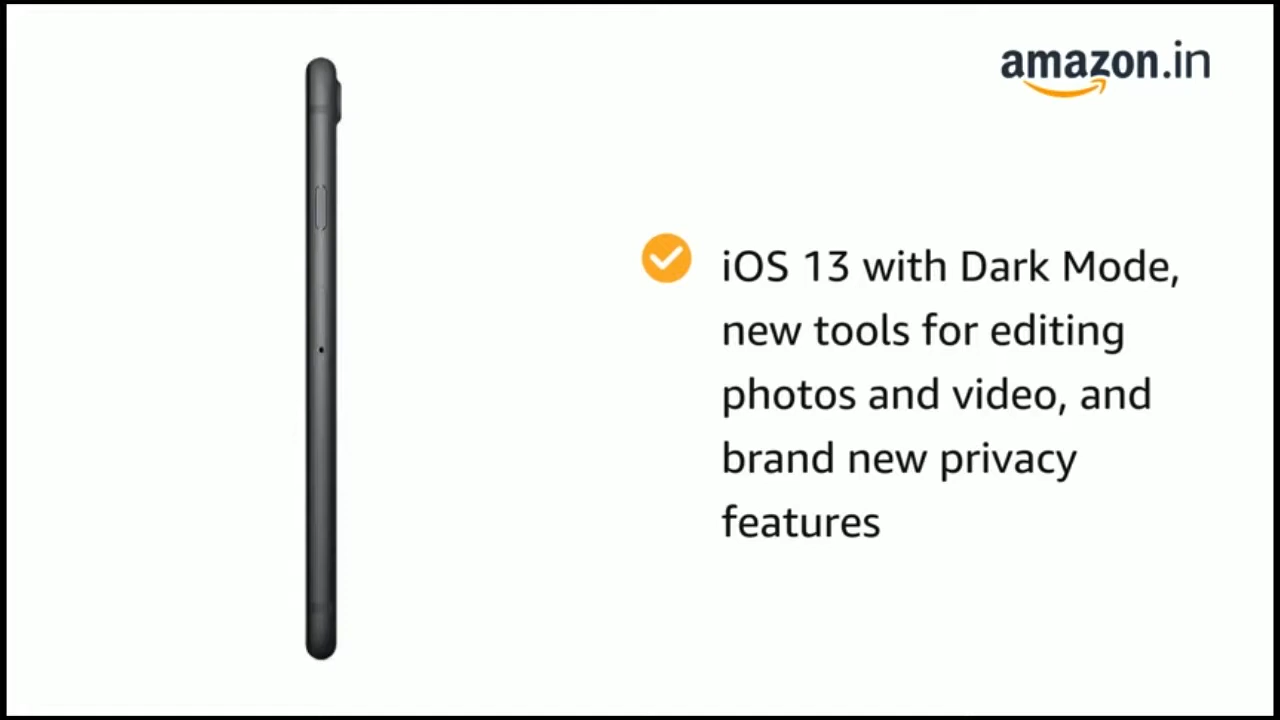 amazon.in
iOS 13 with Dark Mode,
new tools for editing
photos and video, and
brand new privacy
features